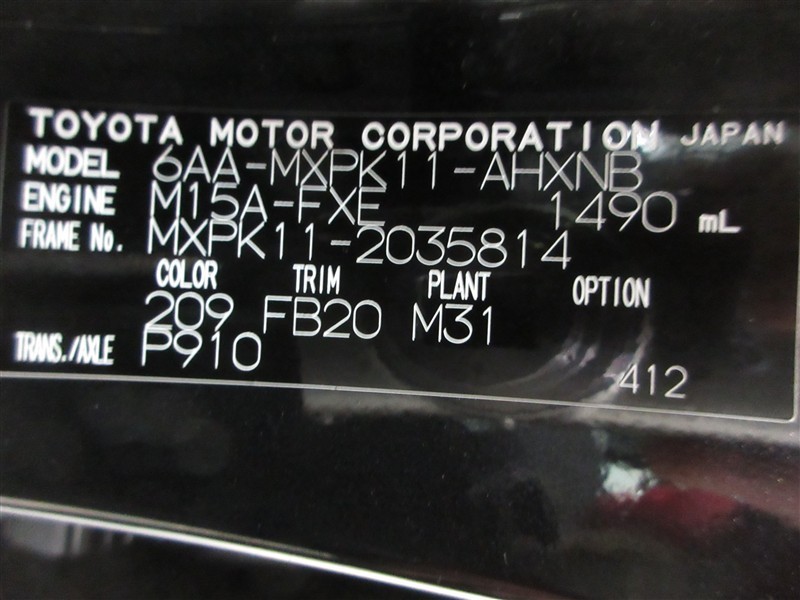 TOYOTA MOTOR CORPORATION JAPAN
MODEL 6AA-MXPK11-AHXNB
ENGINE M15A-FXE 1490 mL
FRAME No. MXPK11-2035814
COLOR TRIM PLANT OPTION
209 FB20 M31
TRANS./AXLE P910
412